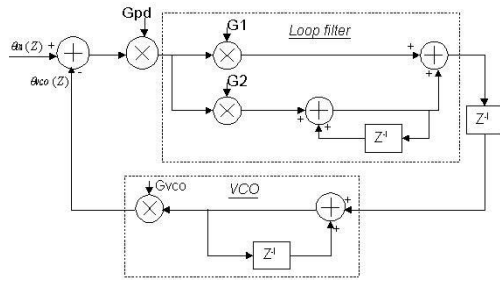 Gpd
G1
Loop filter
θin(Z) +
θvco(Z) -
G2
+
+
+
+
+
Z⁻¹
Z⁻¹
Gvco
VCO
+
+
Z⁻¹